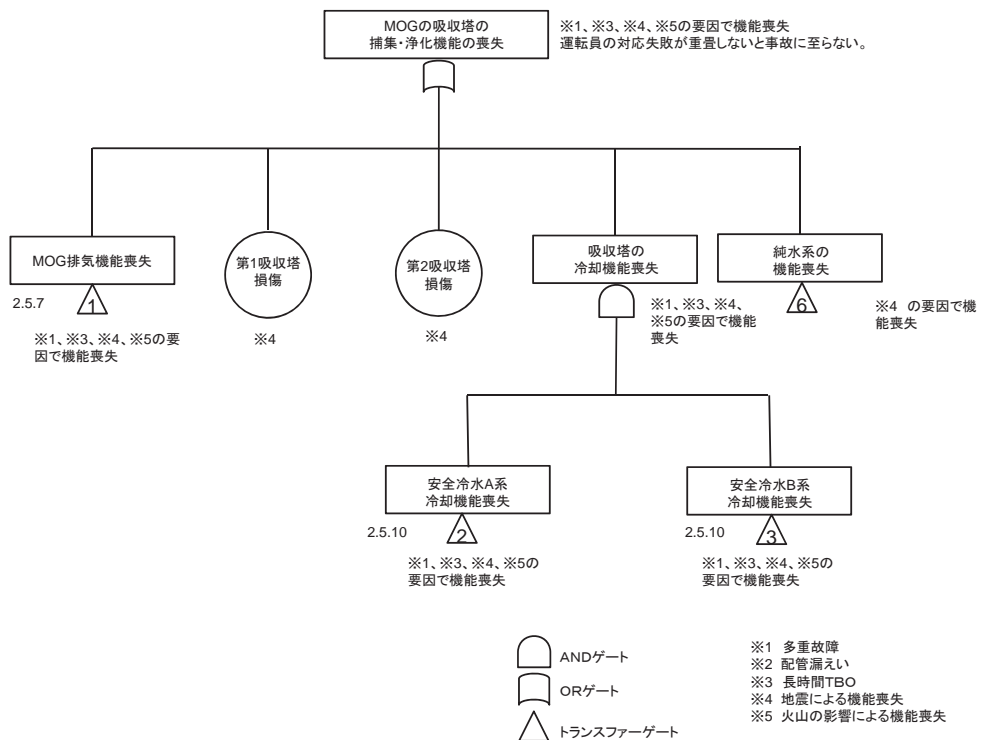 MOGの吸収塔の
捕集・浄化機能の喪失
※1、※3、※4、※5の要因で機能喪失
運転員の対応失敗が重畳しないと事故に至らない。
MOG排気機能喪失
2.5.7
1
※1、※3、※4、※5の要
因で機能喪失
第1吸収塔
損傷
※4
第2吸収塔
損傷
※4
吸収塔の
冷却機能喪失
※1、※3、※4、
※5の要因で機能
喪失
純水系の
機能喪失
6
※4 の要因で機
能喪失
安全冷水A系
冷却機能喪失
2.5.10
2
※1、※3、※4、※5の
要因で機能喪失
安全冷水B系
冷却機能喪失
2.5.10
3
※1、※3、※4、※5の
要因で機能喪失
ANDゲート
ORゲート
トランスファーゲート
※1 多重故障
※2 配管漏えい
※3 長時間TBO
※4 地震による機能喪失
※5 火山の影響による機能喪失